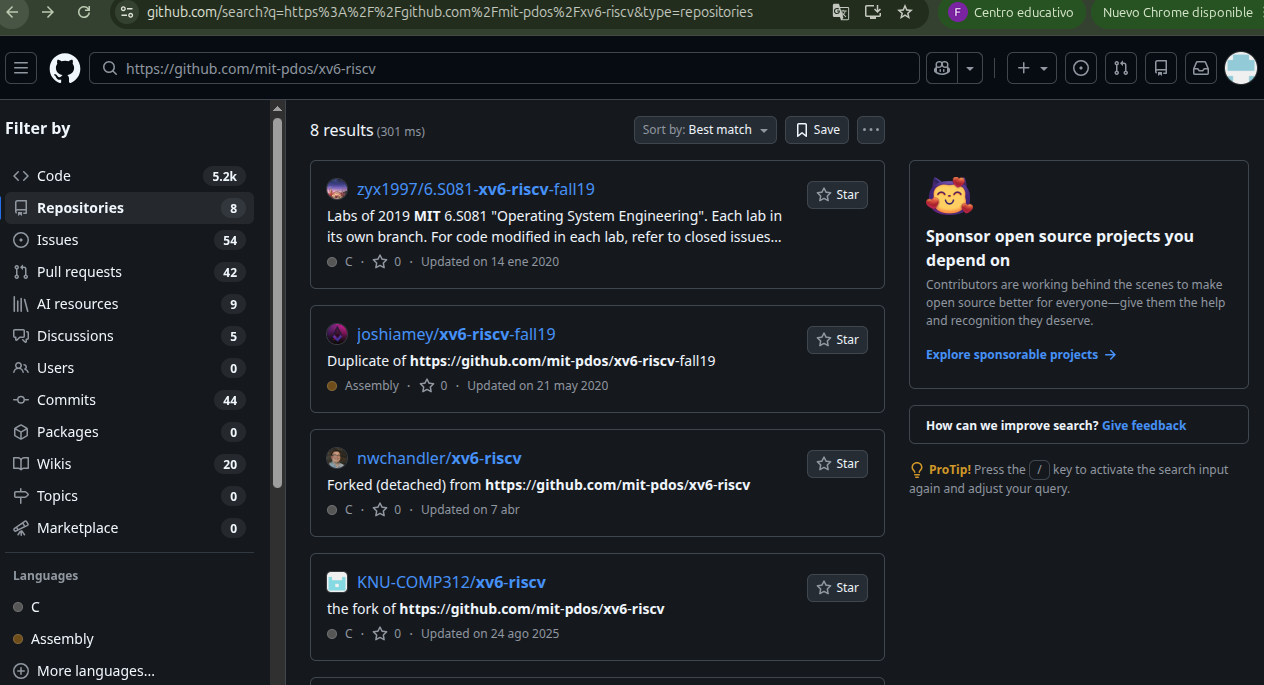 github.com/search?q=https%3A%2F%2Fgithub.com%2Fmit-pdos%2Fxv6-riscv&type=repositories
F Centro educativo
Nuevo Chrome disponible
https://github.com/mit-pdos/xv6-riscv
Filter by
Code 5.2k
Repositories 8
Issues 54
Pull requests 42
AI resources 9
Discussions 5
Users 0
Commits 44
Packages 0
Wikis 20
Topics 0
Marketplace 0
Languages
C
Assembly
More languages...
8 results (301 ms)
Sort by: Best match
Save
zyx1997/6.S081-xv6-riscv-fall19
Star
Labs of 2019 MIT 6.S081 "Operating System Engineering". Each lab in
its own branch. For code modified in each lab, refer to closed issues...
C · 0 · Updated on 14 ene 2020
joshiamey/xv6-riscv-fall19
Star
Duplicate of https://github.com/mit-pdos/xv6-riscv-fall19
Assembly · 0 · Updated on 21 may 2020
nwchandler/xv6-riscv
Star
Forked (detached) from https://github.com/mit-pdos/xv6-riscv
C · 0 · Updated on 7 abr
KNU-COMP312/xv6-riscv
Star
the fork of https://github.com/mit-pdos/xv6-riscv
C · 0 · Updated on 24 ago 2025
Sponsor open source projects you
depend on
Contributors are working behind the scenes to make
open source better for everyone—give them the help
and recognition they deserve.
Explore sponsorable projects →
How can we improve search? Give feedback
ProTip! Press the / key to activate the search input
again and adjust your query.